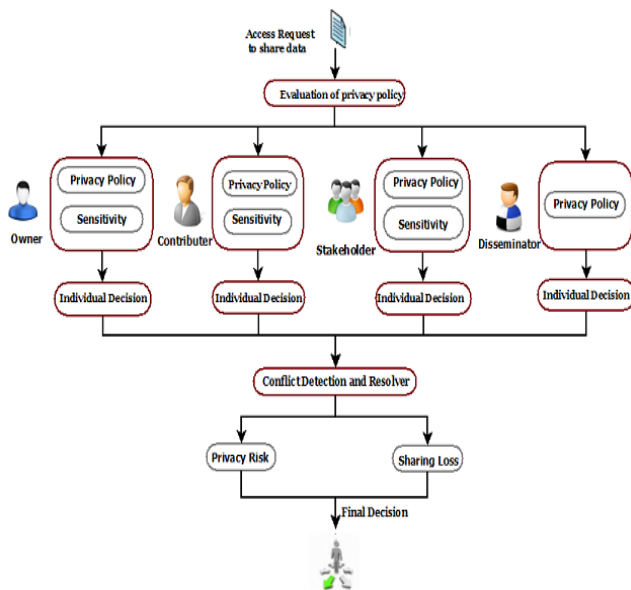 Access Request
to share data
Evaluation of privacy policy
Privacy Policy
Sensitivity
Owner
Privacy Policy
Sensitivity
Contributer
Privacy Policy
Sensitivity
Stakeholder
Privacy Policy
Disseminator
Individual Decision
Individual Decision
Individual Decision
Individual Decision
Conflict Detection and Resolver
Privacy Risk
Sharing Loss
Final Decision